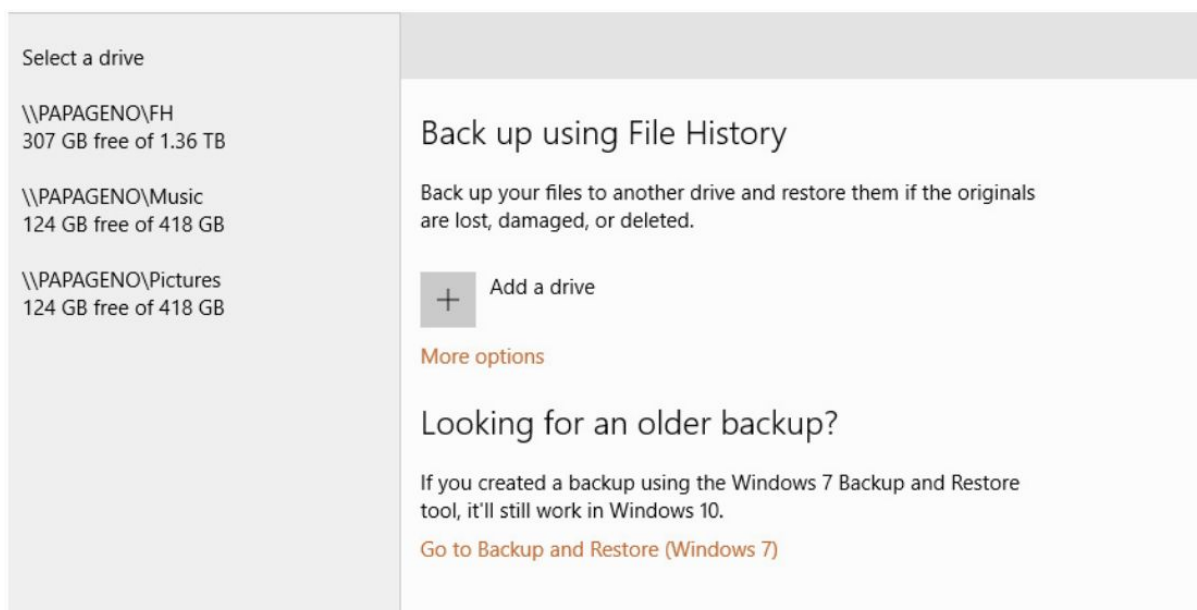 Select a drive
\\PAPAGENO\FH
307 GB free of 1.36 TB
\\PAPAGENO\Music
124 GB free of 418 GB
\\PAPAGENO\Pictures
124 GB free of 418 GB
Back up using File History
Back up your files to another drive and restore them if the originals
are lost, damaged, or deleted.
Add a drive
More options
Looking for an older backup?
If you created a backup using the Windows 7 Backup and Restore
tool, it'll still work in Windows 10.
Go to Backup and Restore (Windows 7)